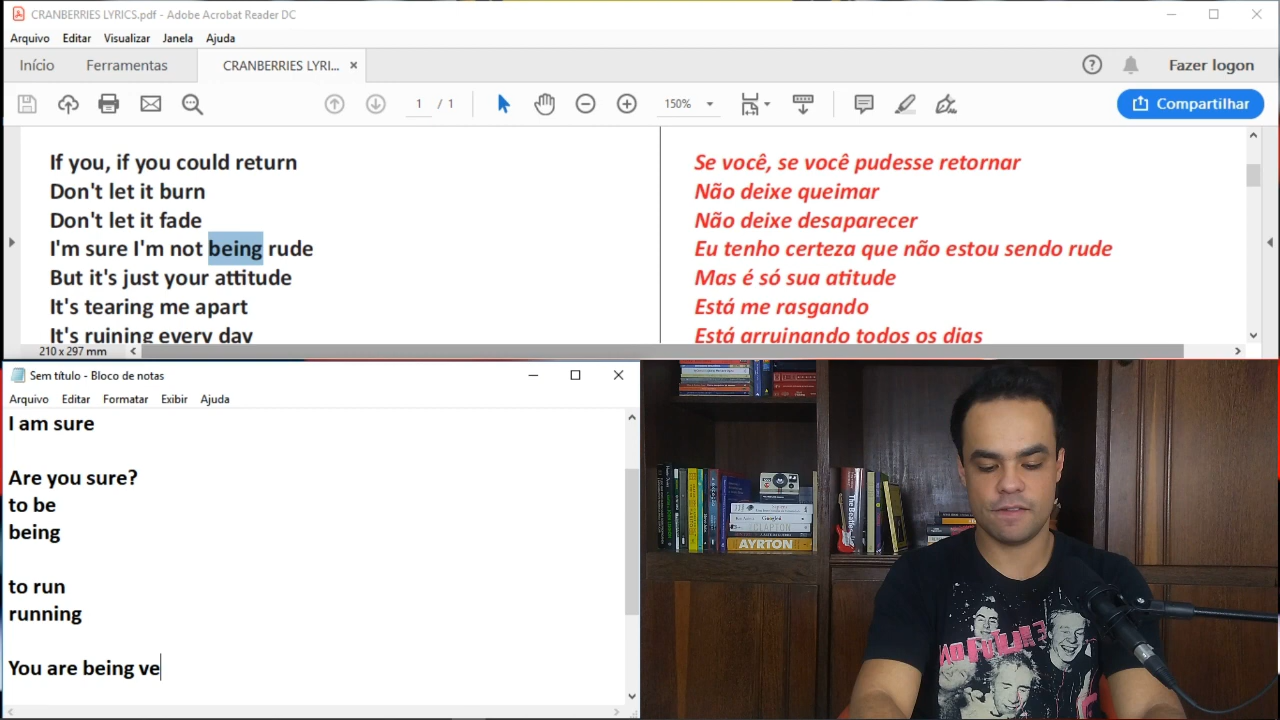 CRANBERRIES LYRICS.pdf - Adobe Acrobat Reader DC
Arquivo Editar Visualizar Janela Ajuda
Início Ferramentas CRANBERRIES LYRI... × Fazer logon
1 / 1 150% Compartilhar
If you, if you could return
Don't let it burn
Don't let it fade
I'm sure I'm not being rude
But it's just your attitude
It's tearing me apart
It's ruining every day
Se você, se você pudesse retornar
Não deixe queimar
Não deixe desaparecer
Eu tenho certeza que não estou sendo rude
Mas é só sua atitude
Está me rasgando
Está arruinando todos os dias
210 x 297 mm
Sem título - Bloco de notas
Arquivo Editar Formatar Exibir Ajuda
I am sure
Are you sure?
to be
being
to run
running
You are being ve
The Beatles
Google
CLAPTON
AYRTON
NO FUTURE